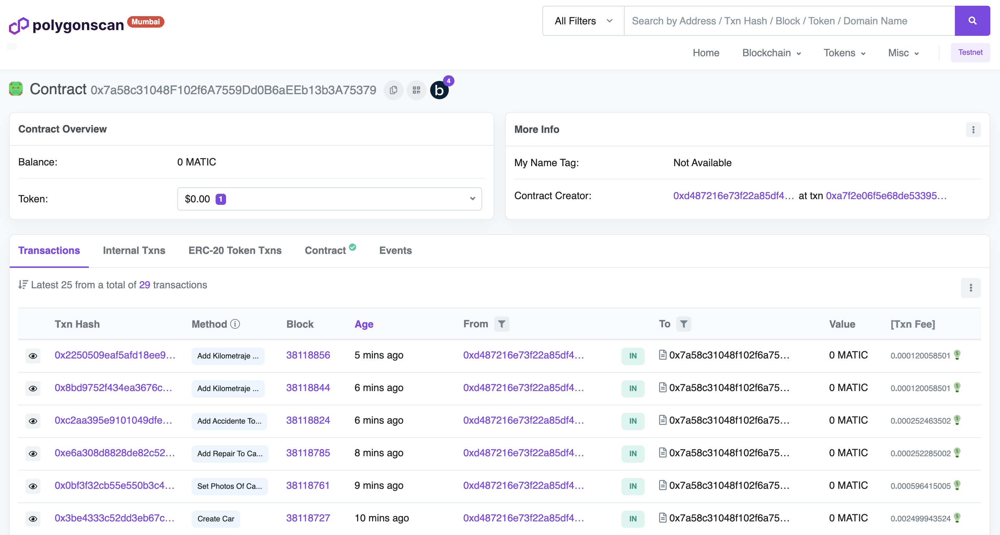 polygonscan Mumbai
All Filters Search by Address / Txn Hash / Block / Token / Domain Name
Home Blockchain Tokens Misc Testnet
Contract 0x7a58c31048F102f6A7559Dd0B6aEEb13b3A75379 b 4
Contract Overview
Balance: 0 MATIC
Token: $0.00 1
More Info
My Name Tag: Not Available
Contract Creator: 0xd487216e73f22a85df4... at txn 0xa7f2e06f5e68de53395...
Transactions Internal Txns ERC-20 Token Txns Contract Events
Latest 25 from a total of 29 transactions
Txn Hash Method Block Age From To Value [Txn Fee]
0x2250509eaf5afd18ee9... Add Kilometraje ... 38118856 5 mins ago 0xd487216e73f22a85df4... IN 0x7a58c31048f102f6a75... 0 MATIC 0.000120058501
0x8bd9752f434ea3676c... Add Kilometraje ... 38118844 6 mins ago 0xd487216e73f22a85df4... IN 0x7a58c31048f102f6a75... 0 MATIC 0.000120058501
0xc2aa395e9101049dfe... Add Accidente To... 38118824 6 mins ago 0xd487216e73f22a85df4... IN 0x7a58c31048f102f6a75... 0 MATIC 0.000252463502
0xe6a308d8828de82c52... Add Repair To Ca... 38118785 8 mins ago 0xd487216e73f22a85df4... IN 0x7a58c31048f102f6a75... 0 MATIC 0.000252285002
0x0bf3f32cb55e550b3c4... Set Photos Of Ca... 38118761 9 mins ago 0xd487216e73f22a85df4... IN 0x7a58c31048f102f6a75... 0 MATIC 0.000596415005
0x3be4333c52dd3eb67c... Create Car 38118727 10 mins ago 0xd487216e73f22a85df4... IN 0x7a58c31048f102f6a75... 0 MATIC 0.002499943524